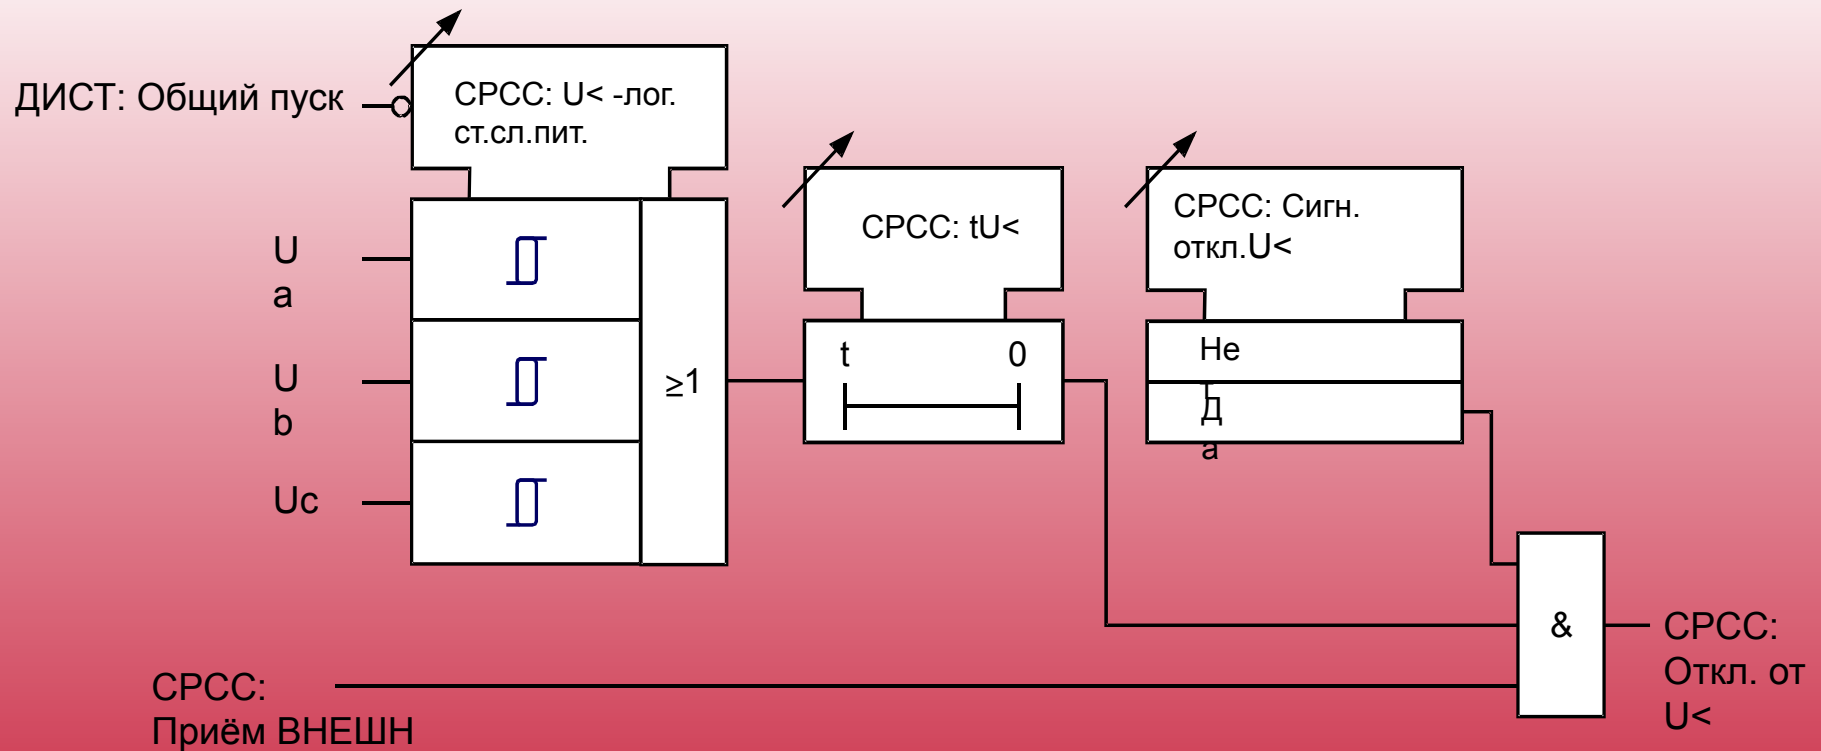 ДИСТ: Общий пуск
СРСС: U< -лог.
ст.сл.пит.
U
a
U
b
Uc
≥1
СРСС: tU<
t 0
СРСС: Сигн.
откл.U<
Не
т
Д
а
&
СРСС:
Откл. от
U<
СРСС:
Приём ВНЕШН